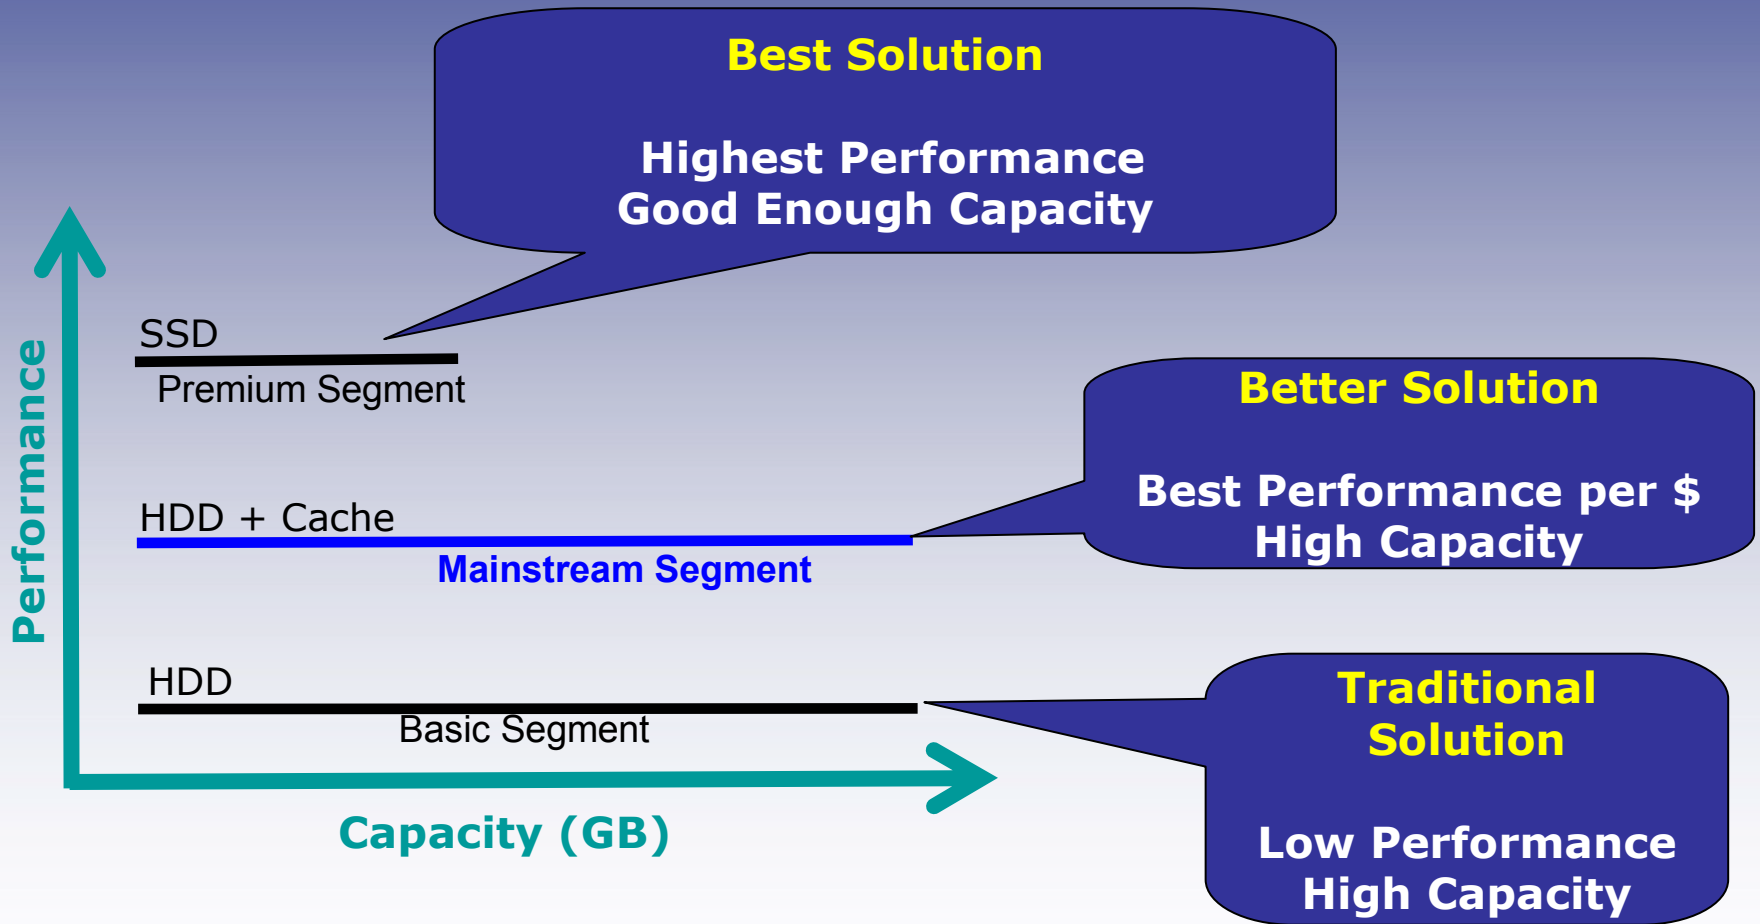 Best Solution
Highest Performance
Good Enough Capacity
SSD
Premium Segment
Better Solution
Best Performance per $
High Capacity
HDD + Cache
Mainstream Segment
Performance
HDD
Basic Segment
Traditional
Solution
Low Performance
High Capacity
Capacity (GB)